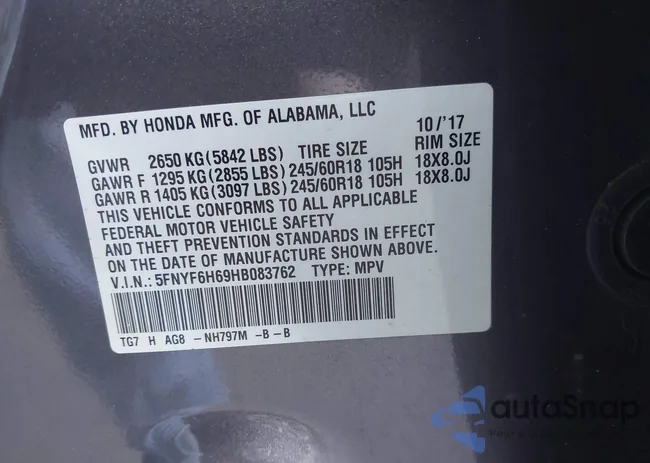 MFD. BY HONDA MFG. OF ALABAMA, LLC 10/'17
GVWR 2650 KG(5842 LBS) TIRE SIZE RIM SIZE
GAWR F 1295 KG(2855 LBS)245/60R18 105H 18X8.0J
GAWR R 1405 KG(3097 LBS)245/60R18 105H 18X8.0J
THIS VEHICLE CONFORMS TO ALL APPLICABLE
FEDERAL MOTOR VEHICLE SAFETY
AND THEFT PREVENTION STANDARDS IN EFFECT
ON THE DATE OF MANUFACTURE SHOWN ABOVE.
V.I.N.: 5FNYF6H69HB083762 TYPE: MPV
TG7 H AG8 -NH797M -B-B
autoSnap